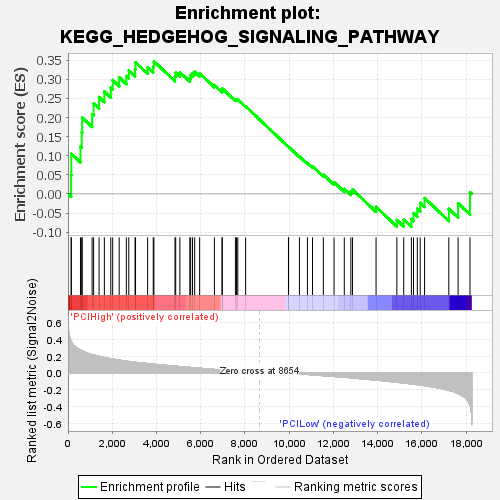 Enrichment plot:
KEGG_HEDGEHOG_SIGNALING_PATHWAY
Enrichment score (ES)
0.35
0.30
0.25
0.20
0.15
0.10
0.05
0.00
-0.05
-0.10
'PCIHigh' (positively correlated)
Ranked list metric (Signal2Noise)
0.6
0.4
0.2
0.0
-0.2
-0.4
-0.6
Zero cross at 8654
'PCILow' (negatively correlated)
0
2,000
4,000
6,000
8,000
10,000
12,000
14,000
16,000
18,000
Rank in Ordered Dataset
Enrichment profile
Hits
Ranking metric scores